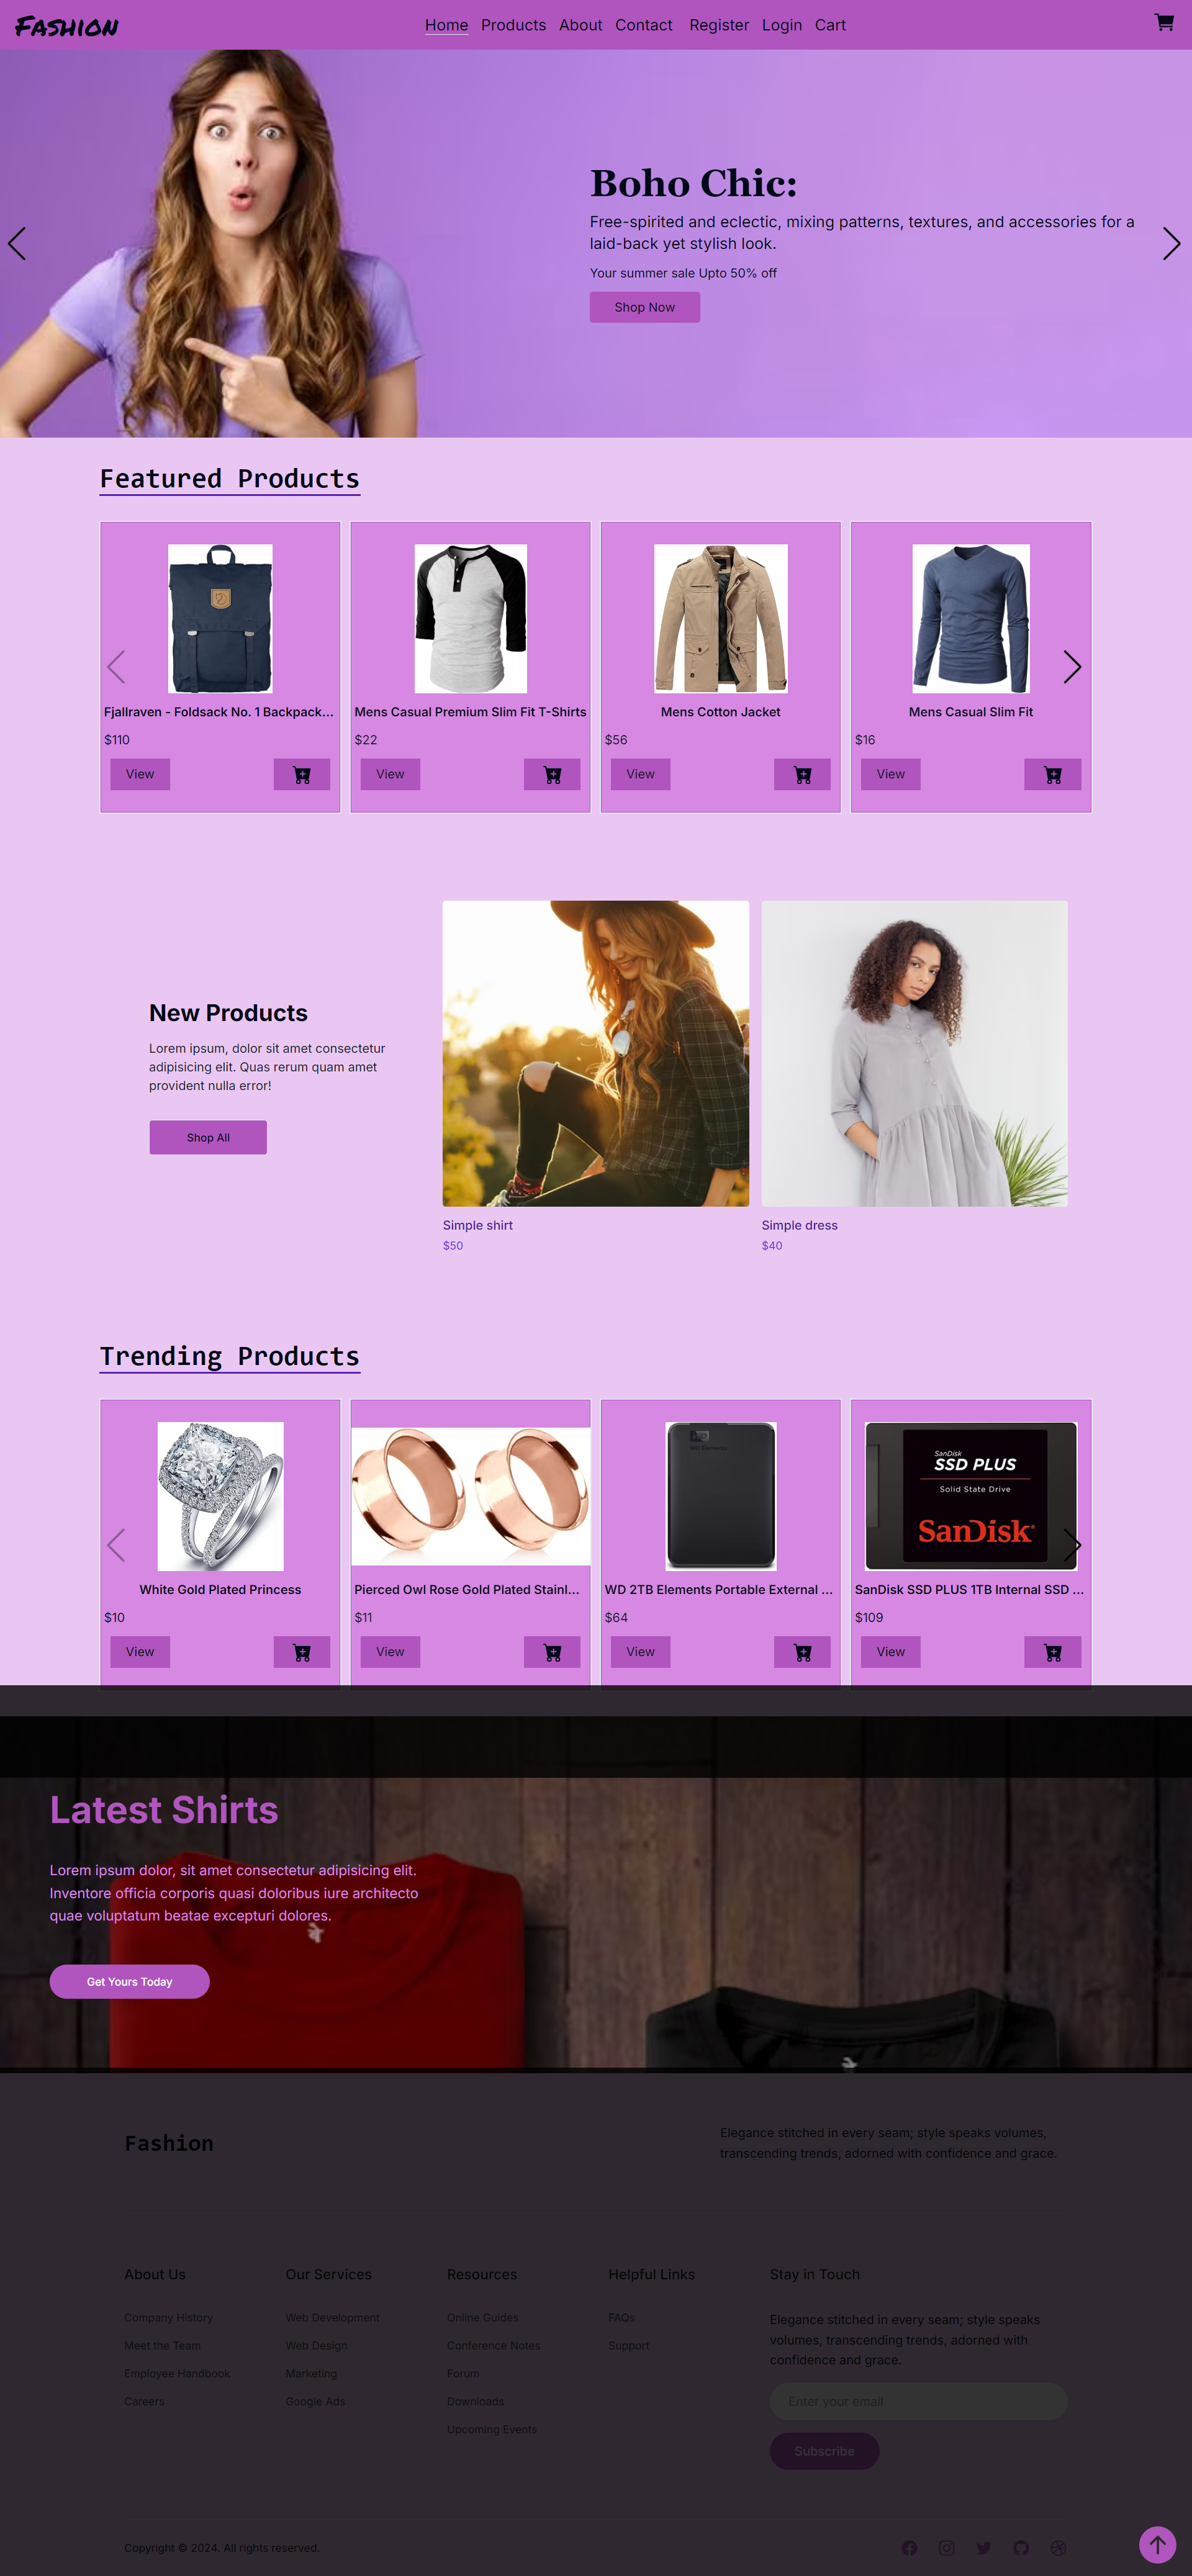 Fashion
Home Products About Contact Register Login Cart
Boho Chic:
Free-spirited and eclectic, mixing patterns, textures, and accessories for a
laid-back yet stylish look.
Your summer sale Upto 50% off
Shop Now
Featured Products
Fjallraven - Foldsack No. 1 Backpack...
$110
View
Mens Casual Premium Slim Fit T-Shirts
$22
View
Mens Cotton Jacket
$56
View
Mens Casual Slim Fit
$16
View
New Products
Lorem ipsum, dolor sit amet consectetur
adipisicing elit. Quas rerum quam amet
provident nulla error!
Shop All
Simple shirt
$50
Simple dress
$40
Trending Products
White Gold Plated Princess
$10
View
Pierced Owl Rose Gold Plated Stainl...
$11
View
WD Elements
WD 2TB Elements Portable External ...
$64
View
SanDisk
SSD PLUS
Solid State Drive
SanDisk
SanDisk SSD PLUS 1TB Internal SSD ...
$109
View
Latest Shirts
Lorem ipsum dolor, sit amet consectetur adipisicing elit.
Inventore officia corporis quasi doloribus iure architecto
quae voluptatum beatae excepturi dolores.
Get Yours Today
Fashion
Elegance stitched in every seam; style speaks volumes,
transcending trends, adorned with confidence and grace.
About Us
Company History
Meet the Team
Employee Handbook
Careers
Our Services
Web Development
Web Design
Marketing
Google Ads
Resources
Online Guides
Conference Notes
Forum
Downloads
Upcoming Events
Helpful Links
FAQs
Support
Stay in Touch
Elegance stitched in every seam; style speaks
volumes, transcending trends, adorned with
confidence and grace.
Enter your email
Subscribe
Copyright © 2024. All rights reserved.